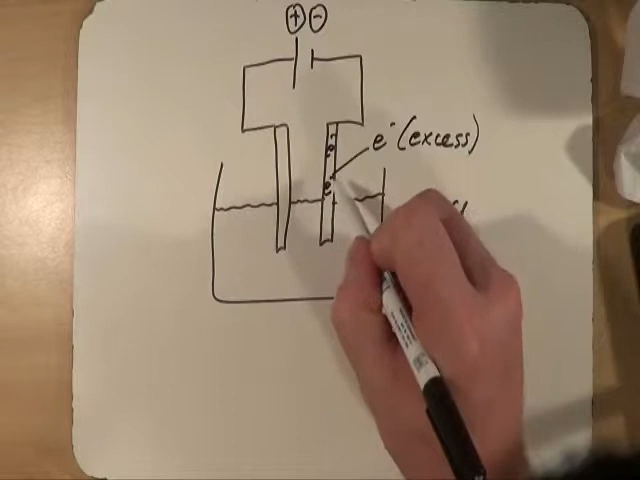 + -
e⁻ (excess)
e⁻
e⁻